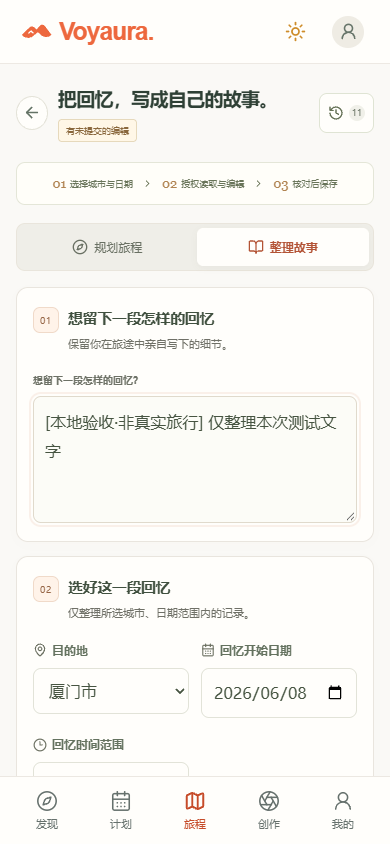 Voyaura.
把回忆，写成自己的故事。
有未提交的编辑
11
01 选择城市与日期 02 授权读取与编辑 03 核对后保存
规划旅程
整理故事
01 想留下一段怎样的回忆
保留你在旅途中亲自写下的细节。
想留下一段怎样的回忆?
[本地验收·非真实旅行] 仅整理本次测试文
字
02 选好这一段回忆
仅整理所选城市、日期范围内的记录。
目的地
回忆开始日期
厦门市
2026/06/08
回忆时间范围
发现
计划
旅程
创作
我的